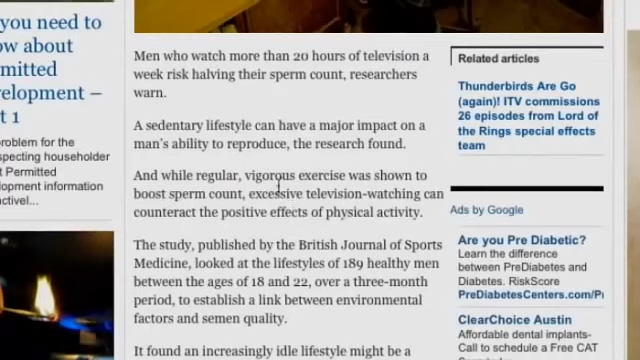 you need to
ow about
mitted
elopment –
t 1
problem for the
specting householder
t Permitted
lopment information
activel...
Men who watch more than 20 hours of television a
week risk halving their sperm count, researchers
warn.
A sedentary lifestyle can have a major impact on a
man's ability to reproduce, the research found.
And while regular, vigorous exercise was shown to
boost sperm count, excessive television-watching can
counteract the positive effects of physical activity.
The study, published by the British Journal of Sports
Medicine, looked at the lifestyles of 189 healthy men
between the ages of 18 and 22, over a three-month
period, to establish a link between environmental
factors and semen quality.
It found an increasingly idle lifestyle might be a
Related articles
Thunderbirds Are Go
(again)! ITV commissions
26 episodes from Lord of
the Rings special effects
team
Ads by Google
Are you Pre Diabetic?
Learn the difference
between PreDiabetes and
Diabetes. RiskScore
PreDiabetesCenters.com/P
ClearChoice Austin
Affordable dental implants-
Call to schedule a Free CAT